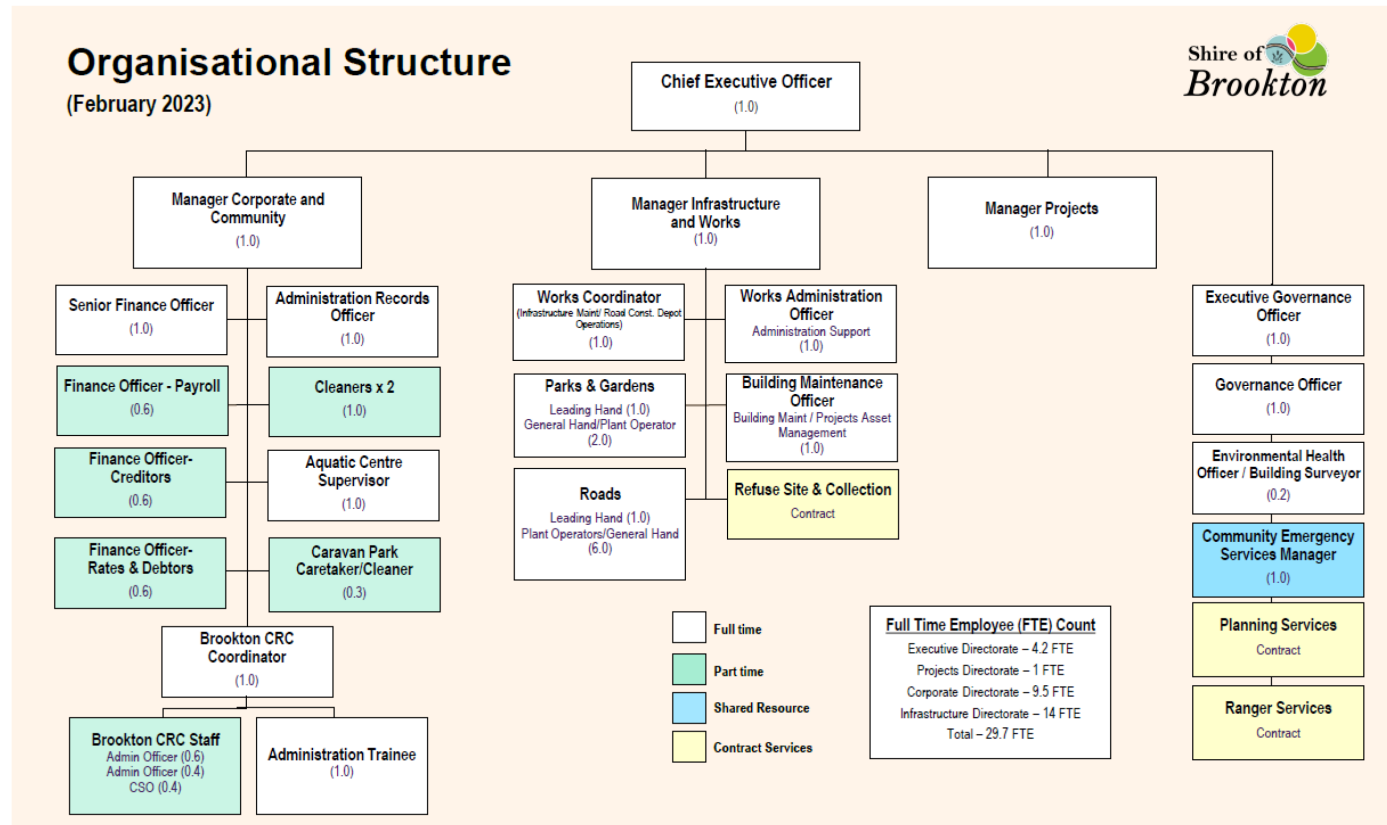 Organisational Structure
(February 2023)
Shire of
Brookton
Chief Executive Officer
(1.0)
Manager Corporate and
Community
(1.0)
Manager Infrastructure
and Works
(1.0)
Manager Projects
(1.0)
Senior Finance Officer
(1.0)
Administration Records
Officer
(1.0)
Finance Officer - Payroll
(0.6)
Cleaners x 2
(1.0)
Finance Officer-
Creditors
(0.6)
Aquatic Centre
Supervisor
(1.0)
Finance Officer-
Rates & Debtors
(0.6)
Caravan Park
Caretaker/Cleaner
(0.3)
Brookton CRC
Coordinator
(1.0)
Brookton CRC Staff
Admin Officer (0.6)
Admin Officer (0.4)
CSO (0.4)
Administration Trainee
(1.0)
Works Coordinator
(Infrastructure Maint/ Road Const. Depot
Operations)
(1.0)
Works Administration
Officer
Administration Support
(1.0)
Parks & Gardens
Leading Hand (1.0)
General Hand/Plant Operator
(2.0)
Building Maintenance
Officer
Building Maint / Projects Asset
Management
(1.0)
Roads
Leading Hand (1.0)
Plant Operators/General Hand
(6.0)
Refuse Site & Collection
Contract
Executive Governance
Officer
(1.0)
Governance Officer
(1.0)
Environmental Health
Officer / Building Surveyor
(0.2)
Community Emergency
Services Manager
(1.0)
Planning Services
Contract
Ranger Services
Contract
Full time
Part time
Shared Resource
Contract Services
Full Time Employee (FTE) Count
Executive Directorate – 4.2 FTE
Projects Directorate – 1 FTE
Corporate Directorate – 9.5 FTE
Infrastructure Directorate – 14 FTE
Total – 29.7 FTE